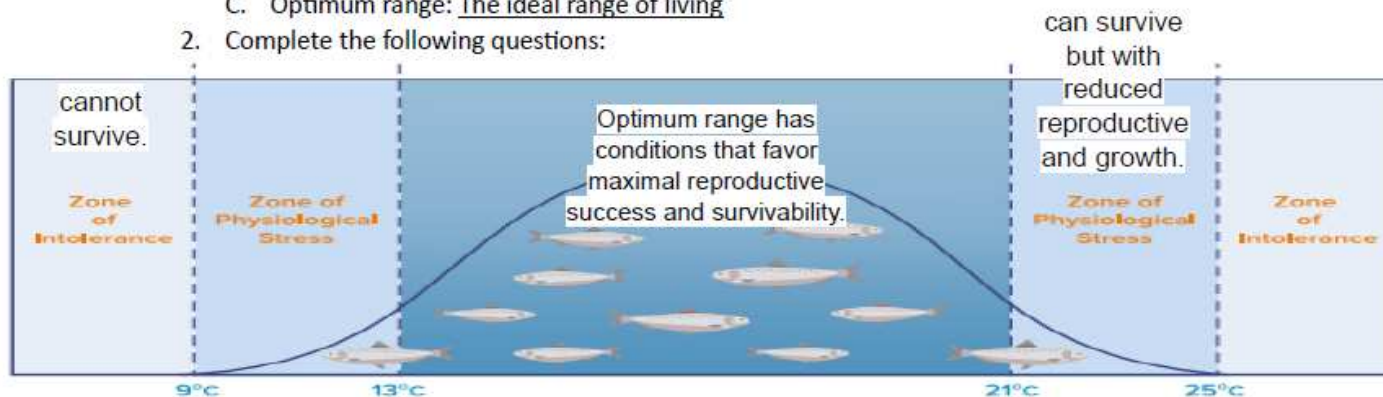 C. Optimum range: The ideal range of living
2. Complete the following questions:
cannot
survive.
Zone
of
Intolerance
Zone of
Physiological
Stress
Optimum range has
conditions that favor
maximal reproductive
success and survivability.
can survive
but with
reduced
reproductive
and growth.
Zone of
Physiological
Stress
Zone
of
Intolerance
9°C
13°C
21°C
25°C